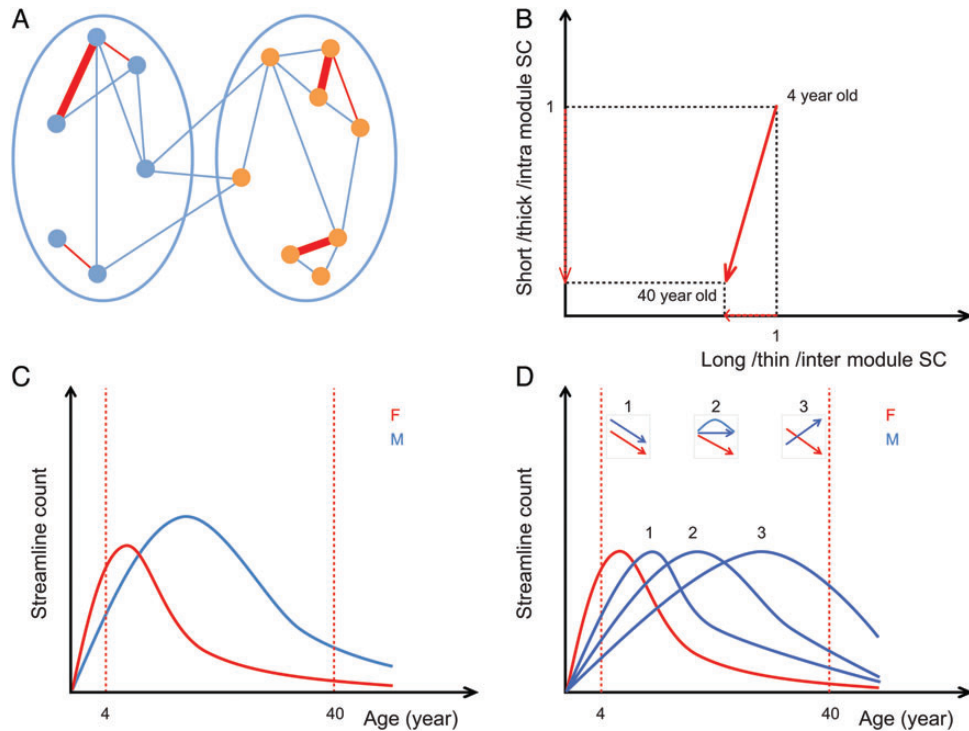 A
B
Short /thick /intra module SC
1
4 year old
40 year old
1
Long /thin /inter module SC
C
Streamline count
F
M
4
40
Age (year)
D
Streamline count
1
2
3
F
M
1
2
3
4
40
Age (year)